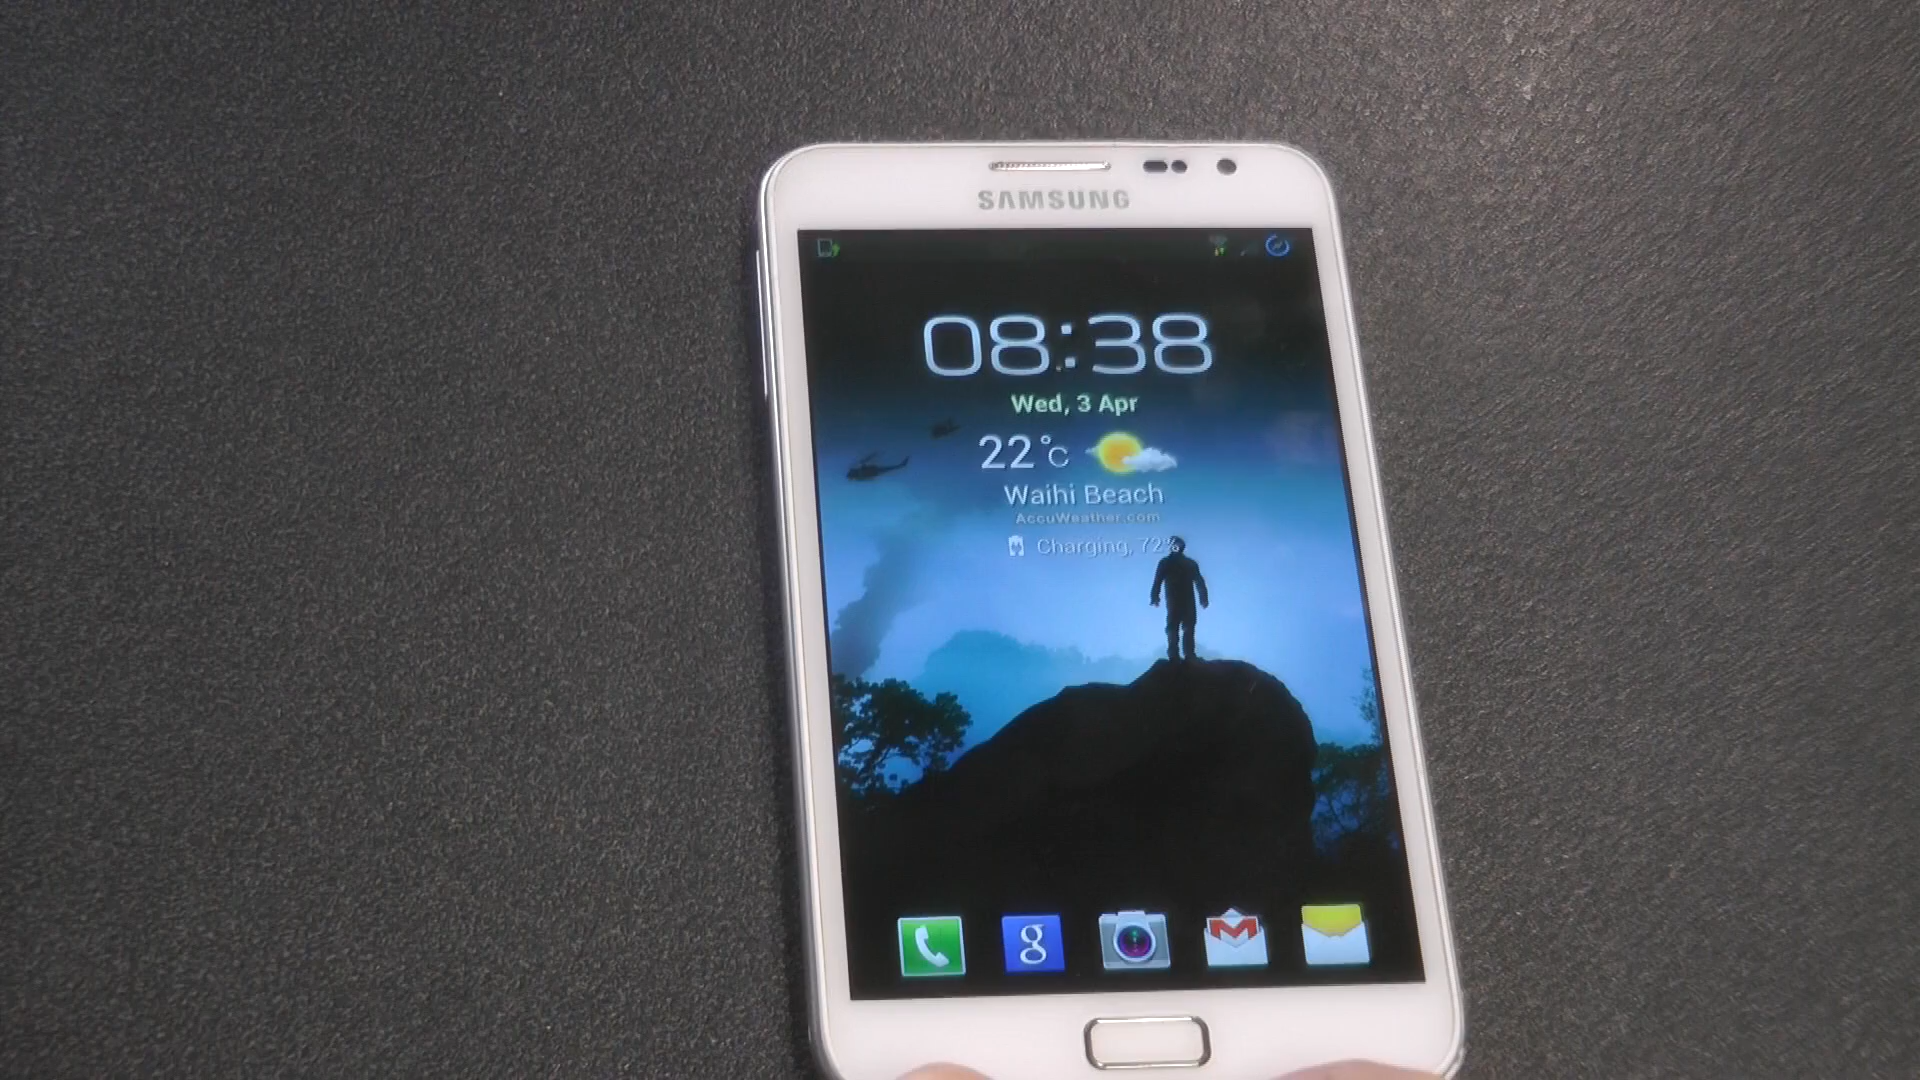 SAMSUNG
08:38
Wed, 3 Apr
22°C
Waihi Beach
AccuWeather.com
Charging, 72%
g